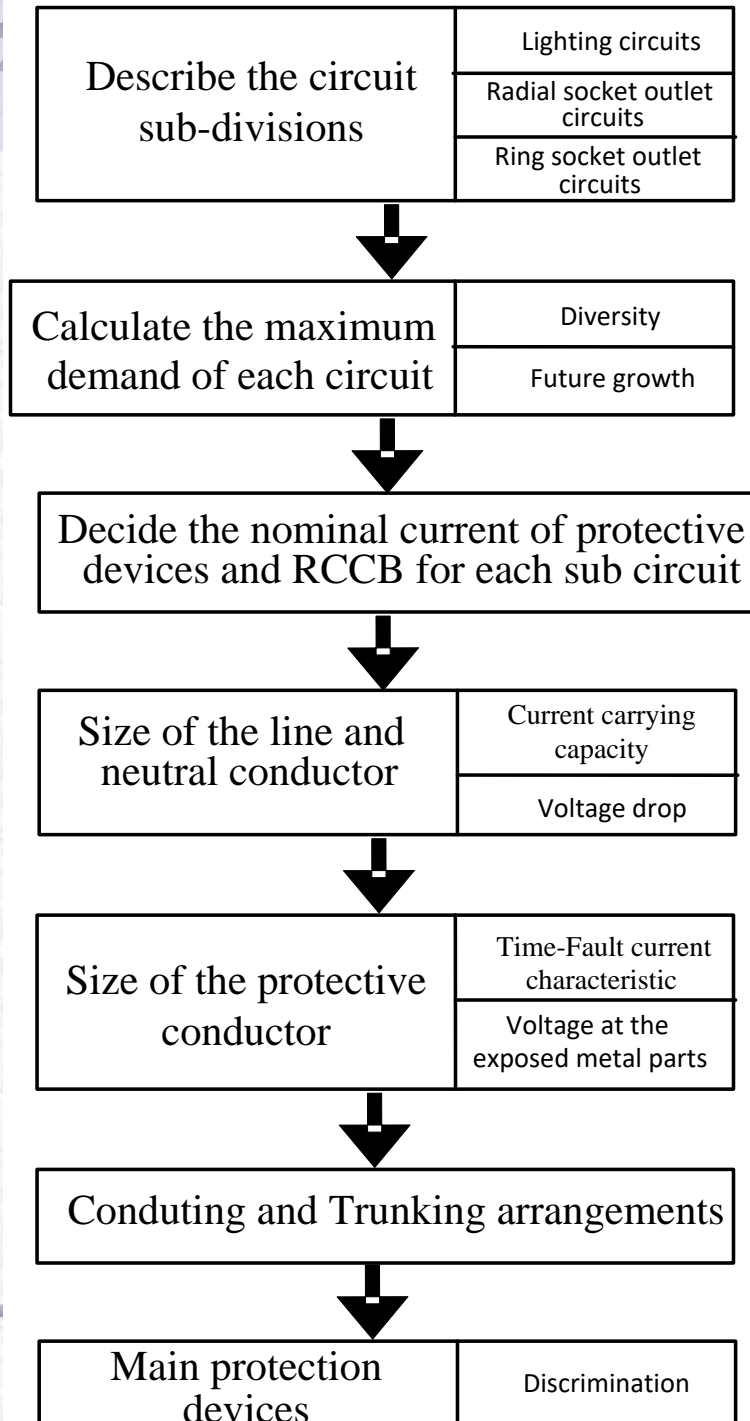 Describe the circuit
sub-divisions
Lighting circuits
Radial socket outlet
circuits
Ring socket outlet
circuits
Calculate the maximum
demand of each circuit
Diversity
Future growth
Decide the nominal current of protective
devices and RCCB for each sub circuit
Size of the line and
neutral conductor
Current carrying
capacity
Voltage drop
Size of the protective
conductor
Time-Fault current
characteristic
Voltage at the
exposed metal parts
Conduting and Trunking arrangements
Main protection
devices
Discrimination